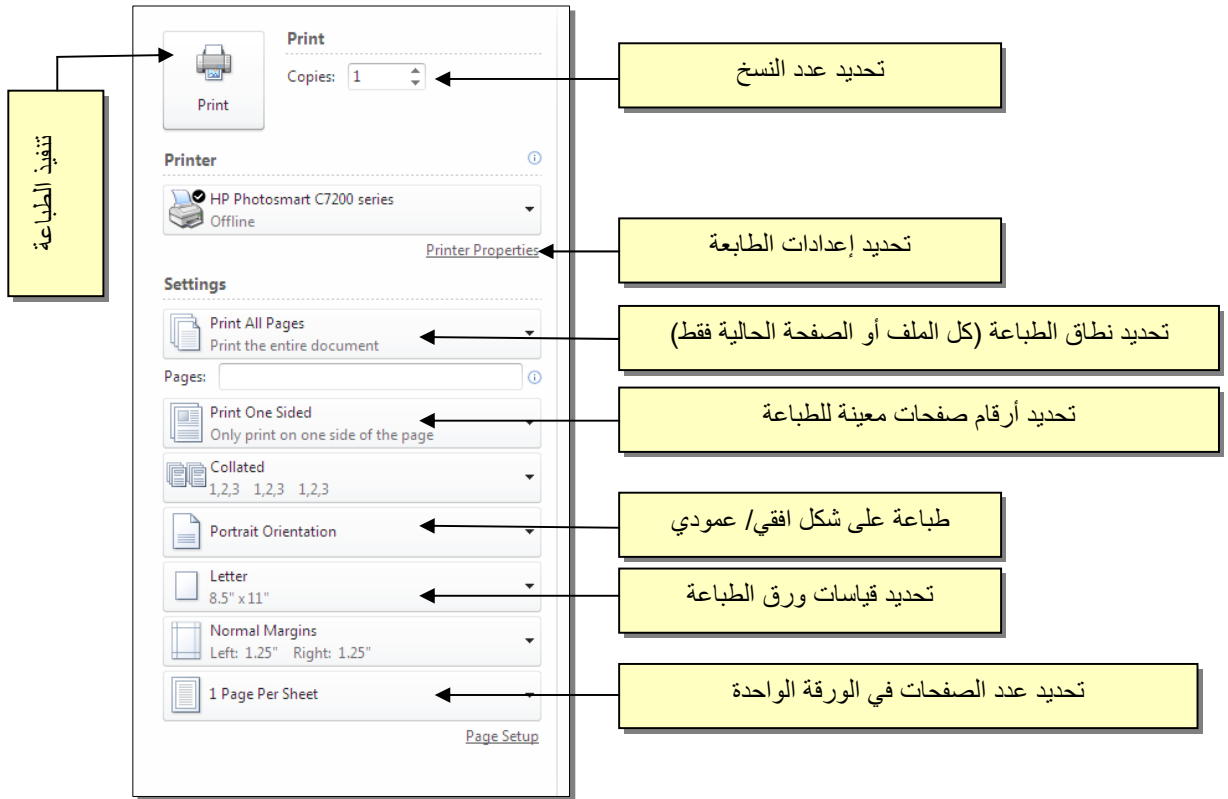 Print
Copies: 1
Print
تحديد عدد النسخ
تنفيذ الطباعة
Printer
HP Photosmart C7200 series
Offline
Printer Properties
تحديد إعدادات الطابعة
Settings
Print All Pages
Print the entire document
تحديد نطاق الطباعة (كل الملف أو الصفحة الحالية فقط)
Pages:
Print One Sided
Only print on one side of the page
تحديد أرقام صفحات معينة للطباعة
Collated
1,2,3 1,2,3 1,2,3
Portrait Orientation
طباعة على شكل افقي/ عمودي
Letter
8.5" x 11"
تحديد قياسات ورق الطباعة
Normal Margins
Left: 1.25" Right: 1.25"
1 Page Per Sheet
تحديد عدد الصفحات في الورقة الواحدة
Page Setup